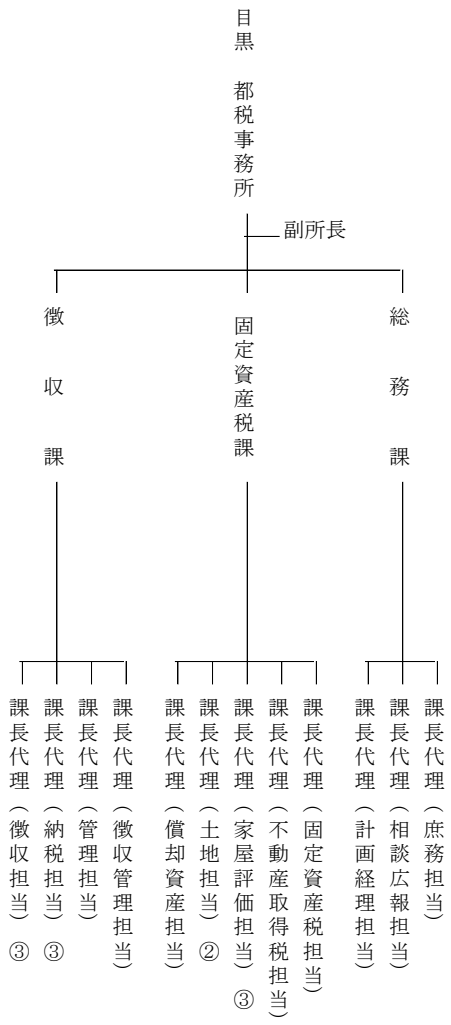 目黒 都税事務所
副所長
総務課
固定資産税課
徴収課
課長代理（庶務担当）
課長代理（相談広報担当）
課長代理（計画経理担当）
課長代理（固定資産税担当）
課長代理（不動産取得税担当）
課長代理（家屋評価担当）③
課長代理（土地担当）②
課長代理（償却資産担当）
課長代理（徴収管理担当）
課長代理（管理担当）
課長代理（納税担当）③
課長代理（徴収担当）③